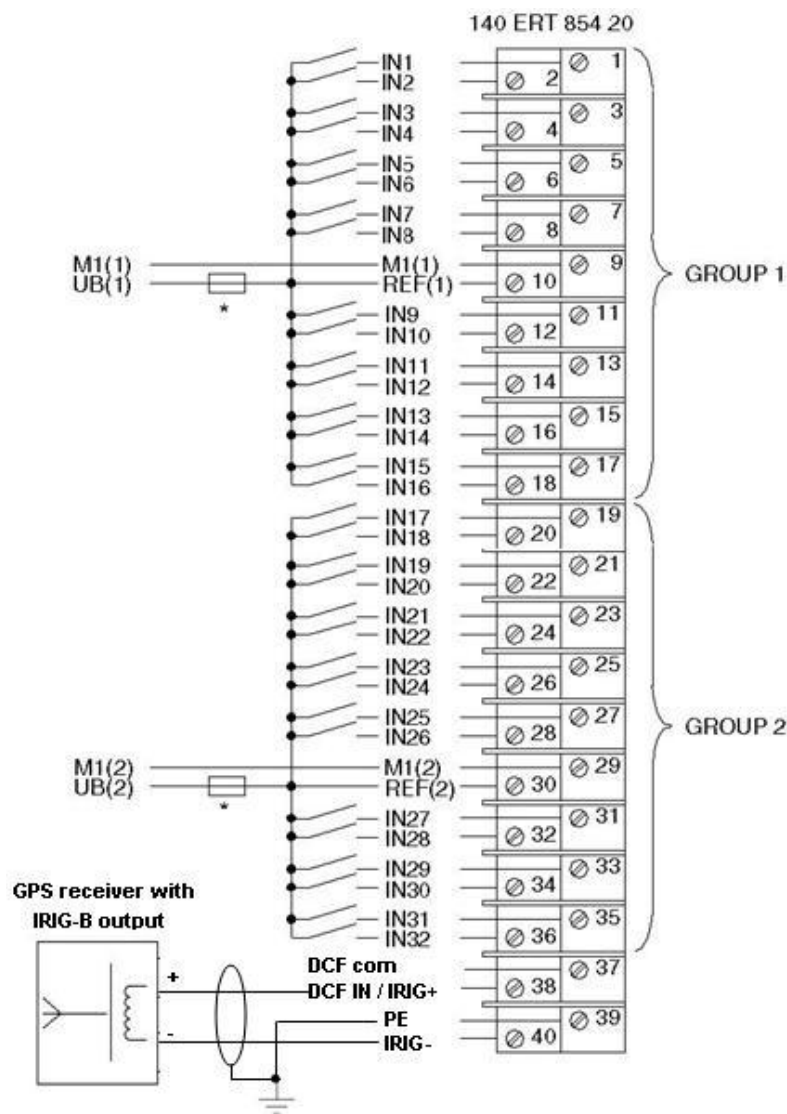 140 ERT 854 20
IN1 1
IN2 2
IN3 3
IN4 4
IN5 5
IN6 6
IN7 7
IN8 8
M1(1) M1(1) 9
UB(1) REF(1) 10
*
GROUP 1
IN9 11
IN10 12
IN11 13
IN12 14
IN13 15
IN14 16
IN15 17
IN16 18
IN17 19
IN18 20
IN19 21
IN20 22
IN21 23
IN22 24
IN23 25
IN24 26
IN25 27
IN26 28
GROUP 2
M1(2) M1(2) 29
UB(2) REF(2) 30
*
IN27 31
IN28 32
IN29 33
IN30 34
IN31 35
IN32 36
GPS receiver with
IRIG-B output
+
-
DCF com 37
DCF IN / IRIG+ 38
PE 39
IRIG- 40